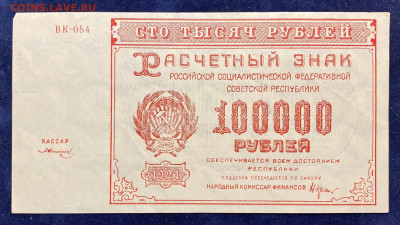 COINS.LAVE.RU
ВК-054
СТО ТЫСЯЧ РУБЛЕЙ
РАСЧЕТНЫЙ ЗНАК
РОССИЙСКОЙ СОЦИАЛИСТИЧЕСКОЙ ФЕДЕРАТИВНОЙ
СОВЕТСКОЙ РЕСПУБЛИКИ
100000
РУБЛЕЙ
ОБЕСПЕЧИВАЕТСЯ ВСЕМ ДОСТОЯНИЕМ
РЕСПУБЛИКИ
ПОДДЕЛКА ПРЕСЛЕДУЕТСЯ ПО ЗАКОНУ
НАРОДНЫЙ КОМИССАР ФИНАНСОВ
КАССИР
1921